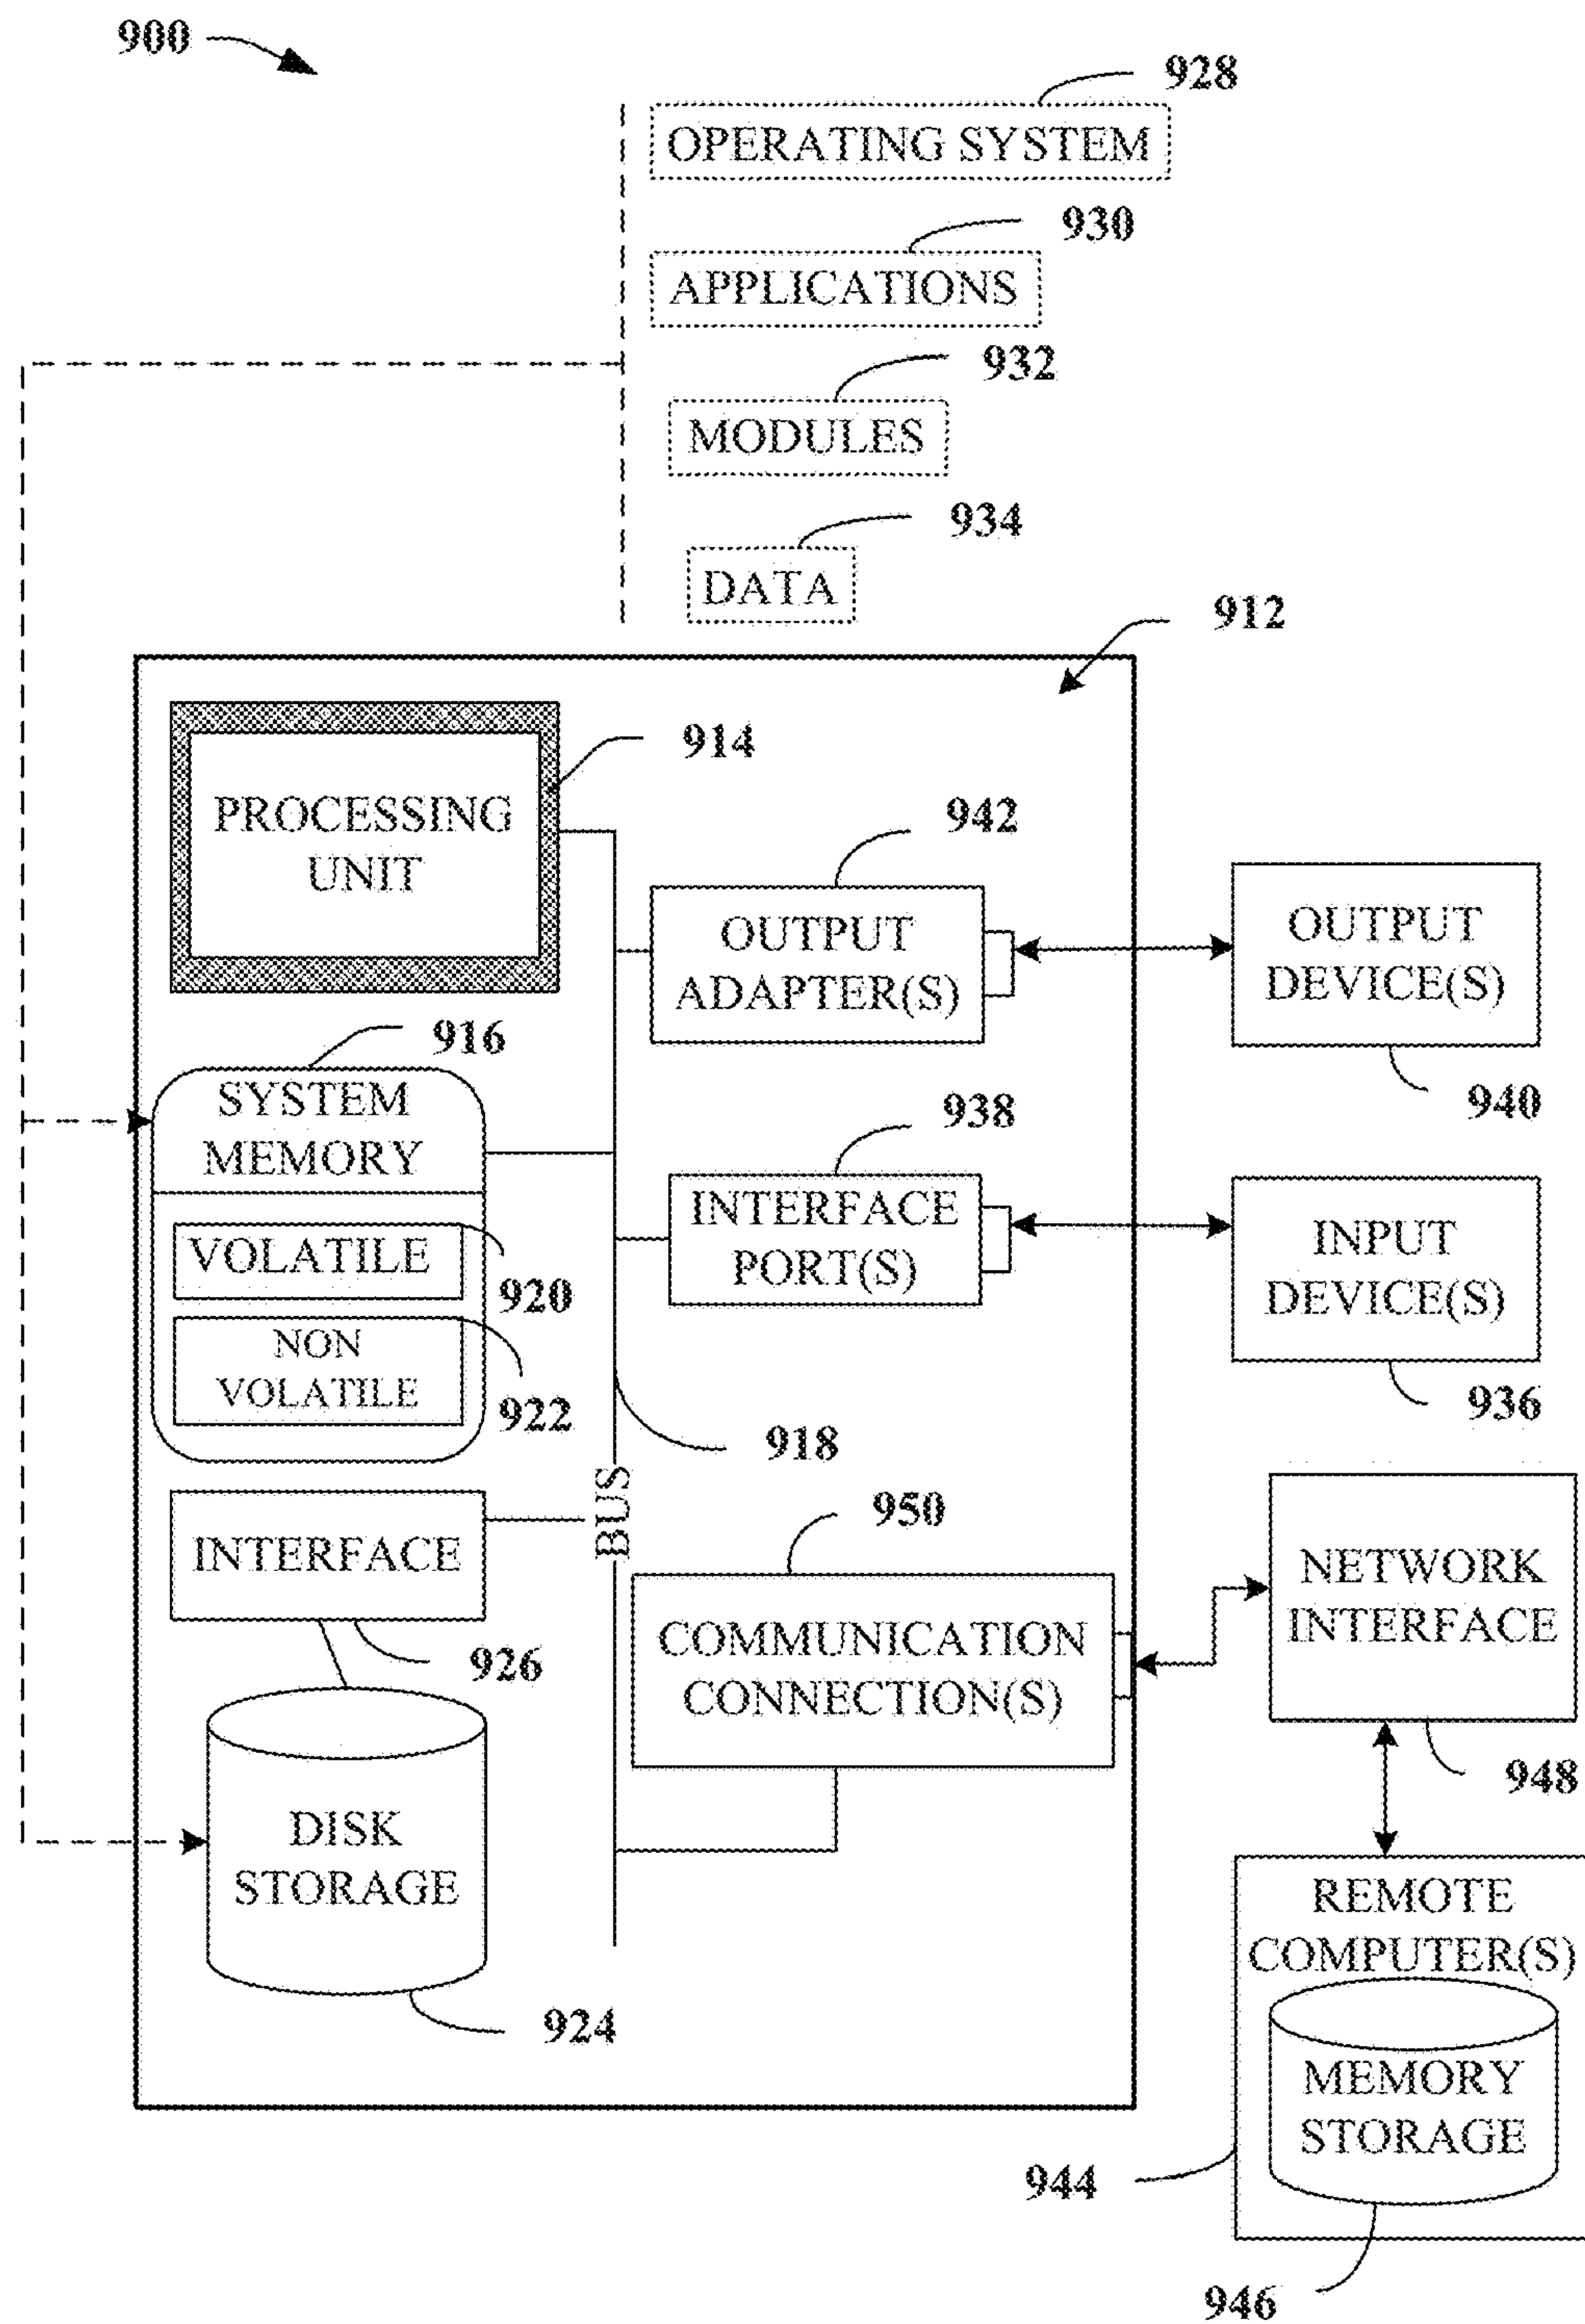 900
928
OPERATING SYSTEM
930
APPLICATIONS
932
MODULES
934
DATA
912
914
PROCESSING
UNIT
942
OUTPUT
ADAPTER(S)
OUTPUT
DEVICE(S)
940
916
SYSTEM
MEMORY
938
INTERFACE
PORT(S)
INPUT
DEVICE(S)
936
VOLATILE
920
NON
VOLATILE
922
918
BUS
INTERFACE
926
950
COMMUNICATION
CONNECTION(S)
NETWORK
INTERFACE
948
DISK
STORAGE
924
REMOTE
COMPUTER(S)
MEMORY
STORAGE
944
946